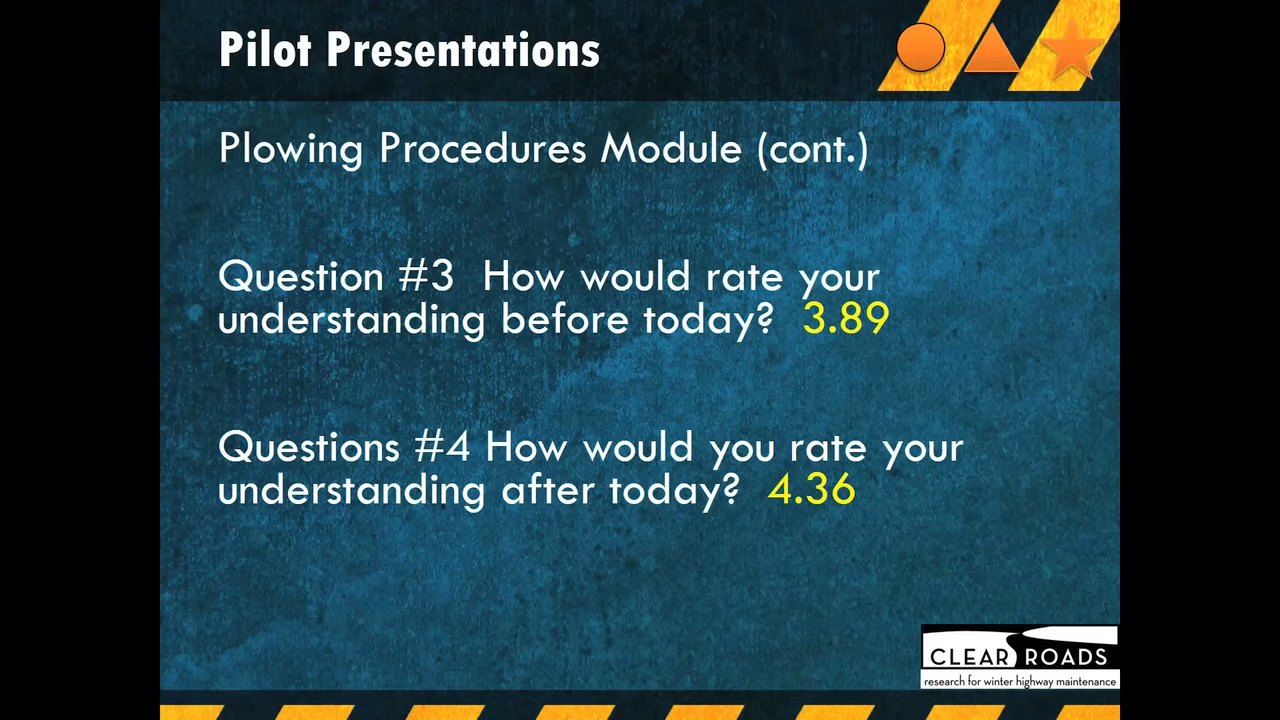 Pilot Presentations
Plowing Procedures Module (cont.)
Question #3 How would rate your
understanding before today? 3.89
Questions #4 How would you rate your
understanding after today? 4.36
CLEAR ROADS
research for winter highway maintenance